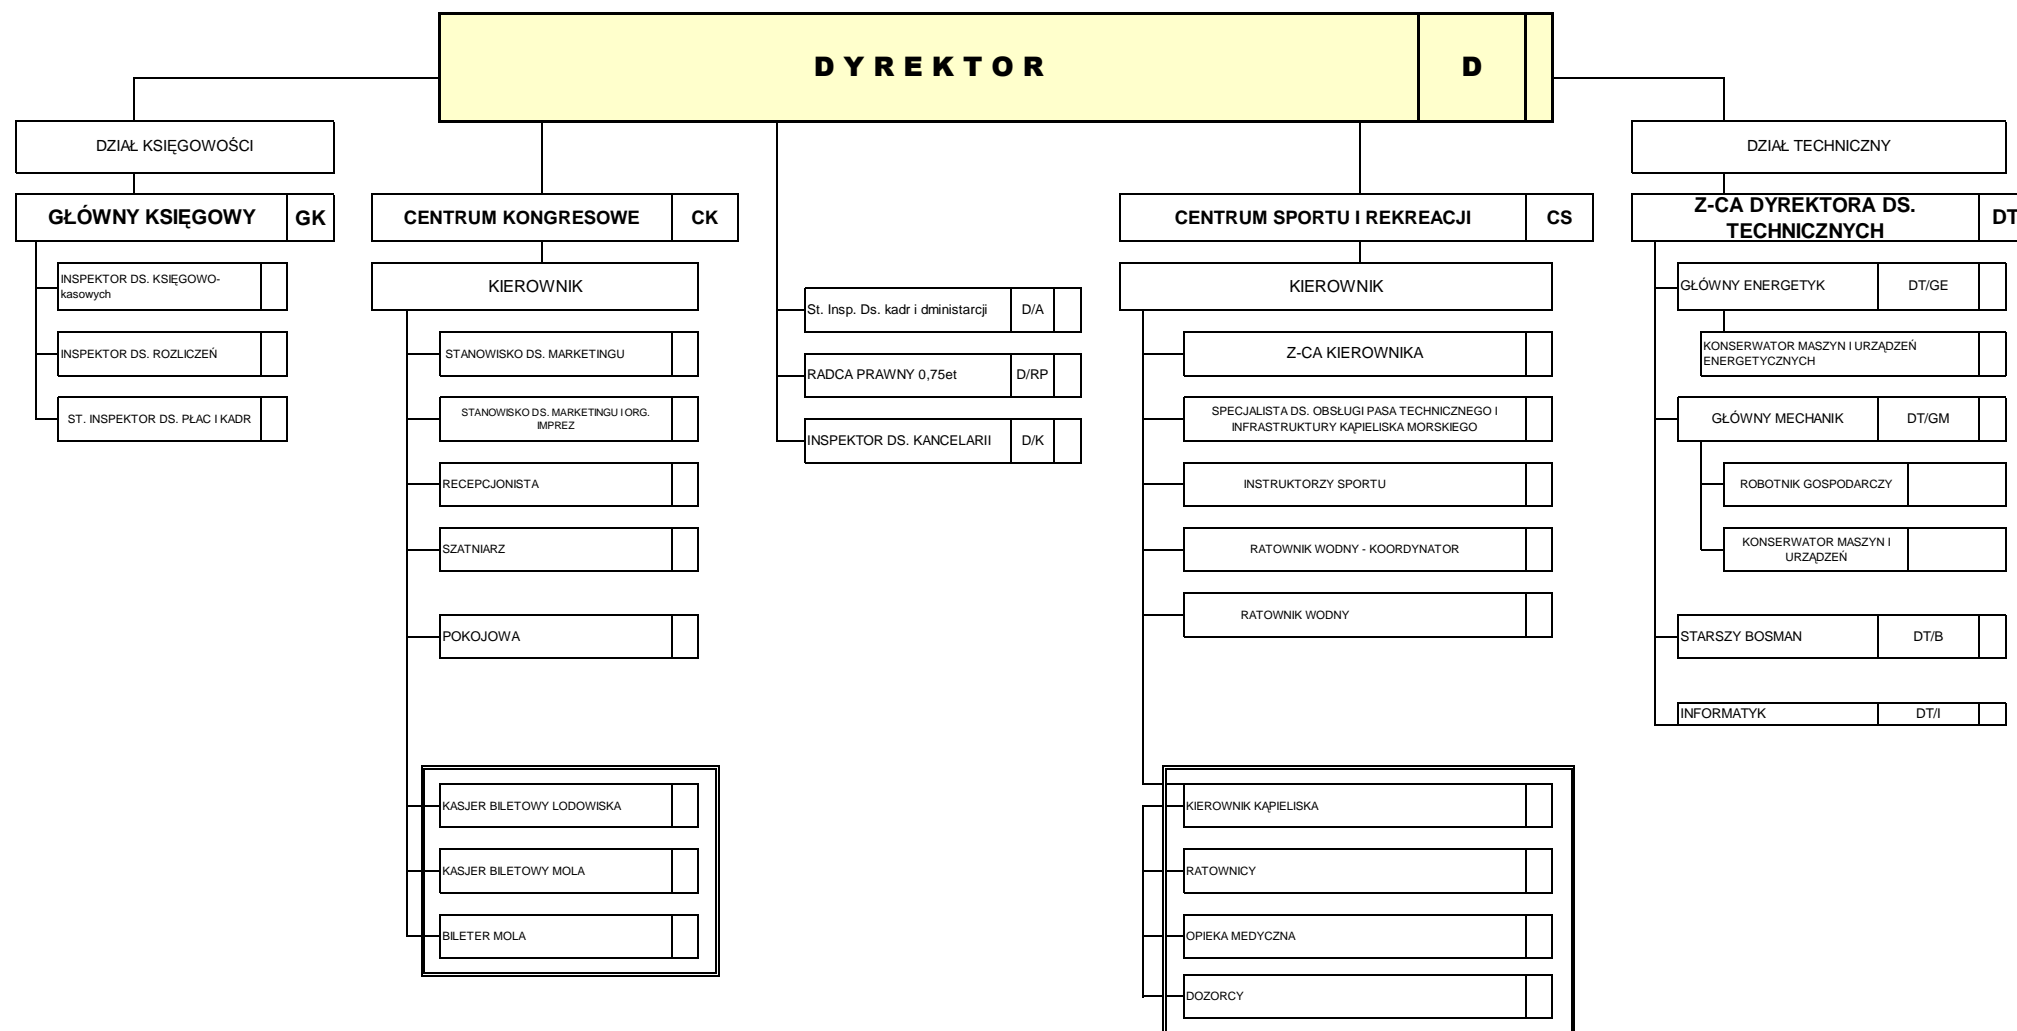 D Y R E K T O R
D
DZIAŁ KSIĘGOWOŚCI
GŁÓWNY KSIĘGOWY
GK
INSPEKTOR DS. KSIĘGOWO-
kasowych
INSPEKTOR DS. ROZLICZEŃ
ST. INSPEKTOR DS. PŁAC I KADR
CENTRUM KONGRESOWE
CK
KIEROWNIK
STANOWISKO DS. MARKETINGU
STANOWISKO DS. MARKETINGU I ORG.
IMPREZ
RECEPCJONISTA
SZATNIARZ
POKOJOWA
KASJER BILETOWY LODOWISKA
KASJER BILETOWY MOLA
BILETER MOLA
St. Insp. Ds. kadr i dministarcji
D/A
RADCA PRAWNY 0,75et
D/RP
INSPEKTOR DS. KANCELARII
D/K
CENTRUM SPORTU I REKREACJI
CS
KIEROWNIK
Z-CA KIEROWNIKA
SPECJALISTA DS. OBSŁUGI PASA TECHNICZNEGO I
INFRASTRUKTURY KĄPIELISKA MORSKIEGO
INSTRUKTORZY SPORTU
RATOWNIK WODNY - KOORDYNATOR
RATOWNIK WODNY
KIEROWNIK KĄPIELISKA
RATOWNICY
OPIEKA MEDYCZNA
DOZORCY
DZIAŁ TECHNICZNY
Z-CA DYREKTORA DS.
TECHNICZNYCH
DT
GŁÓWNY ENERGETYK
DT/GE
KONSERWATOR MASZYN I URZĄDZEŃ
ENERGETYCZNYCH
GŁÓWNY MECHANIK
DT/GM
ROBOTNIK GOSPODARCZY
KONSERWATOR MASZYN I
URZĄDZEŃ
STARSZY BOSMAN
DT/B
INFORMATYK
DT/I